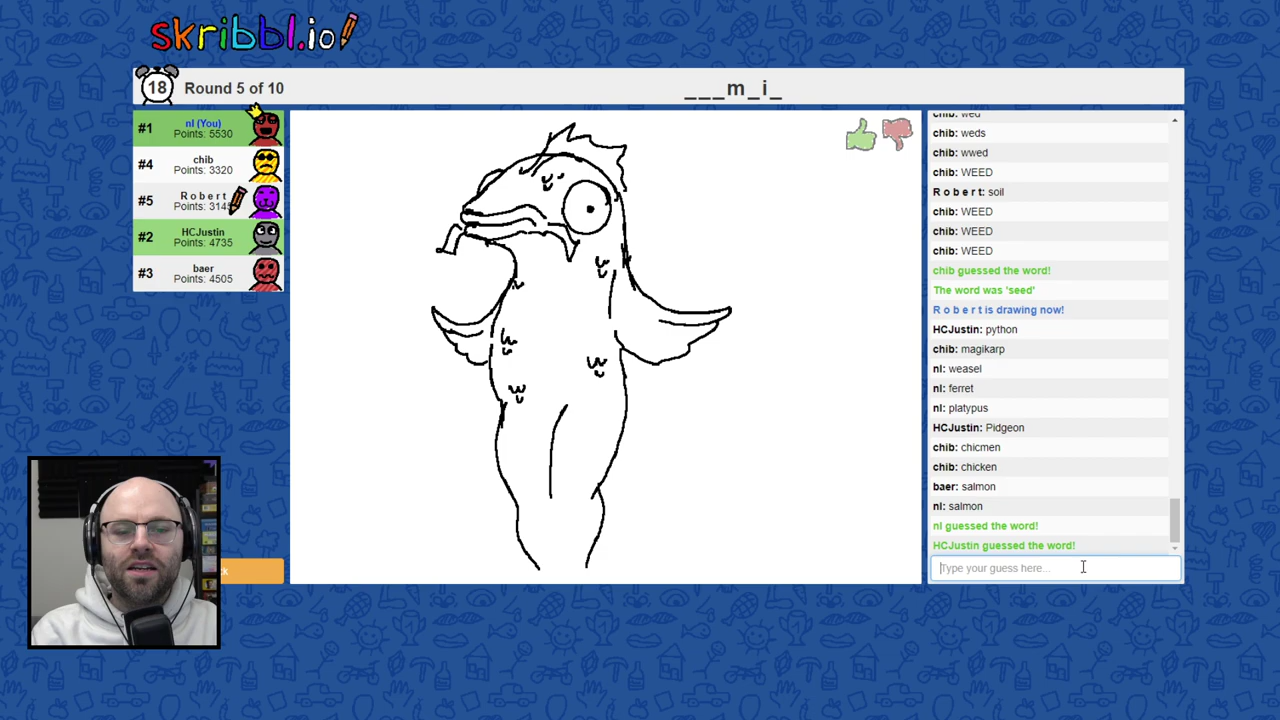 skribbl.io
18
Round 5 of 10
___m_i_
#1
nl (You)
Points: 5530
#4
chib
Points: 3320
#5
R o b e r t
Points: 3145
#2
HCJustin
Points: 4735
#3
baer
Points: 4505
chib: wed
chib: weds
chib: wwed
chib: WEED
R o b e r t: soil
chib: WEED
chib: WEED
chib: WEED
chib guessed the word!
The word was 'seed'
R o b e r t is drawing now!
HCJustin: python
chib: magikarp
nl: weasel
nl: ferret
nl: platypus
HCJustin: Pidgeon
chib: chicmen
chib: chicken
baer: salmon
nl: salmon
nl guessed the word!
HCJustin guessed the word!
Type your guess here...